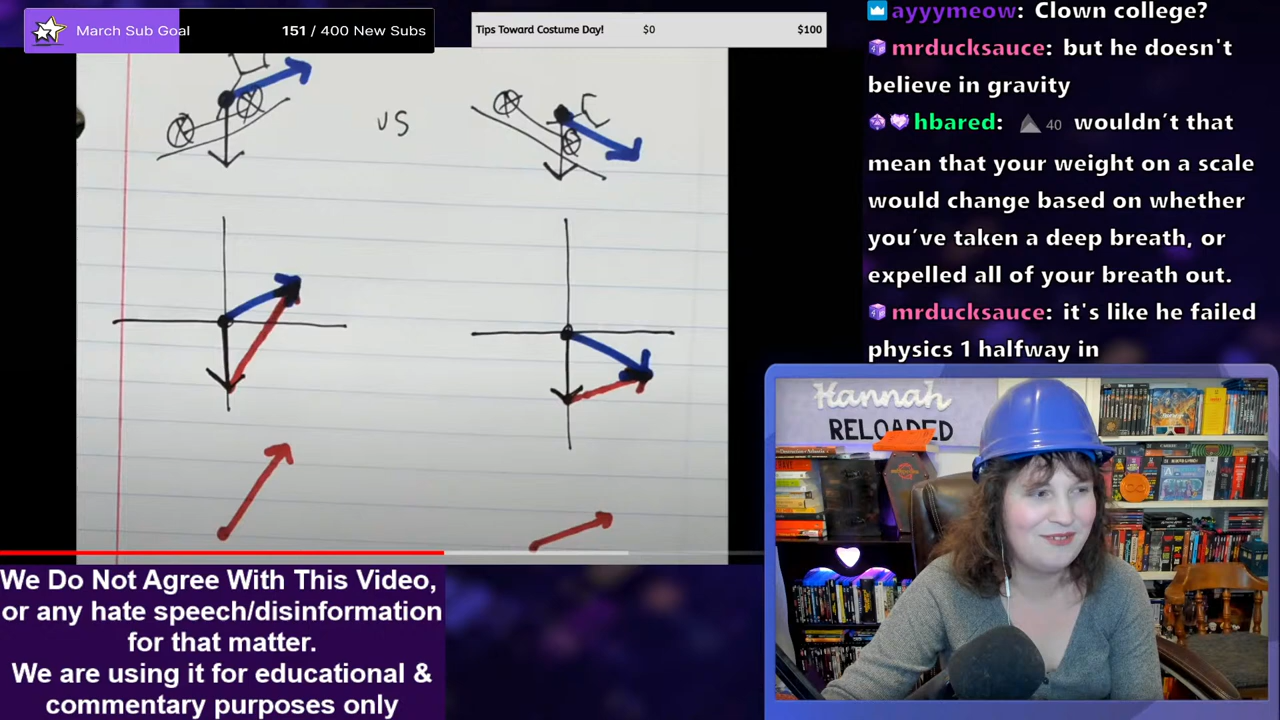 March Sub Goal
151 / 400 New Subs
Tips Toward Costume Day!
$0
$100
vs
ayyymeow: Clown college?
mrducksauce: but he doesn't
believe in gravity
hbared: 40 wouldn't that
mean that your weight on a scale
would change based on whether
you've taken a deep breath, or
expelled all of your breath out.
mrducksauce: it's like he failed
physics 1 halfway in
Hannah
RELOADED
We Do Not Agree With This Video,
or any hate speech/disinformation
for that matter.
We are using it for educational &
commentary purposes only